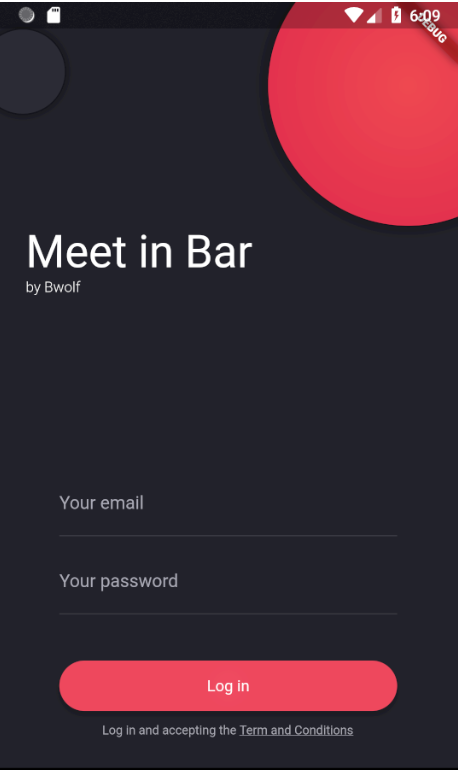 6:09
DEBUG
Meet in Bar
by Bwolf
Your email
Your password
Log in
Log in and accepting the Term and Conditions